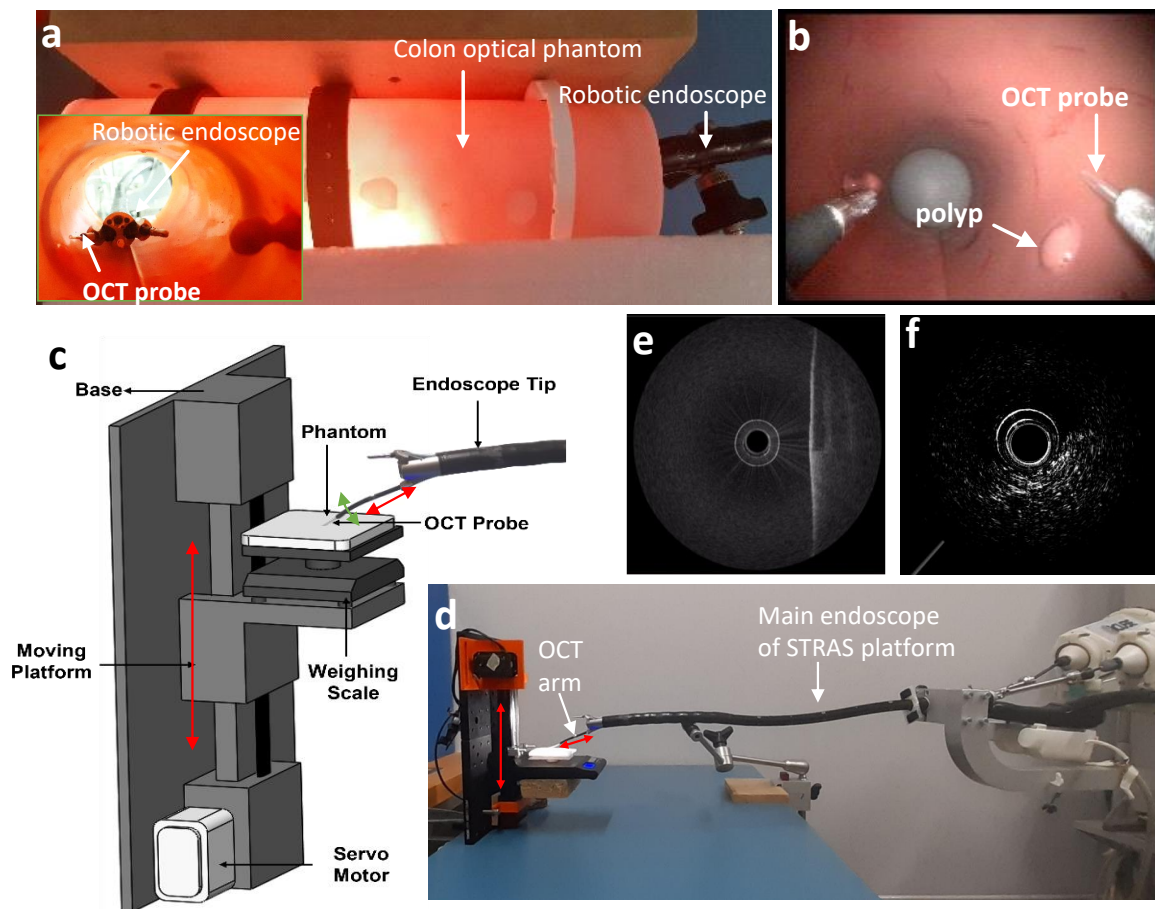 a
Colon optical phantom
Robotic endoscope
Robotic endoscope
OCT probe
b
OCT probe
polyp
c
Base
Endoscope Tip
Phantom
OCT Probe
Moving
Platform
Weighing
Scale
Servo
Motor
e
f
d
Main endoscope
of STRAS platform
OCT
arm